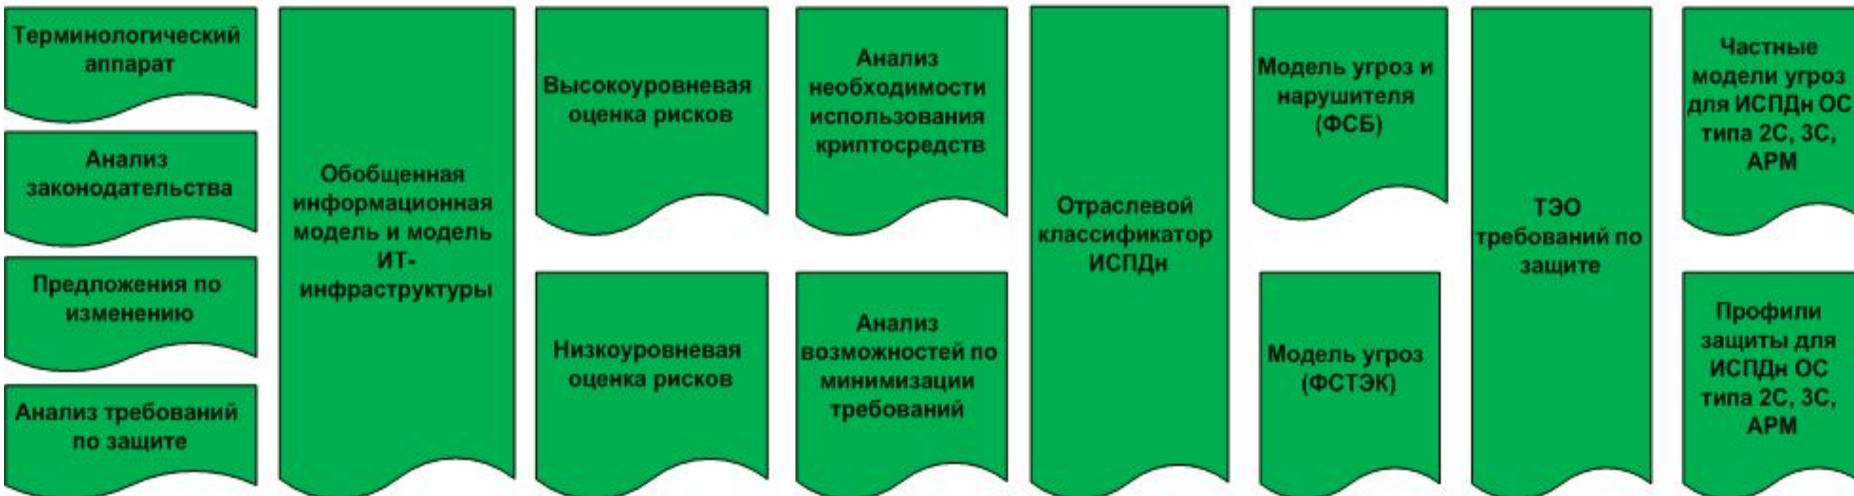 Терминологический
аппарат
Анализ
законодательства
Предложения по
изменению
Анализ требований
по защите
Обобщенная
информационная
модель и модель
ИТ-
инфраструктуры
Высокоуровневая
оценка рисков
Низкоуровневая
оценка рисков
Анализ
необходимости
использования
криптосредств
Анализ
возможностей по
минимизации
требований
Отраслевой
классификатор
ИСПДн
Модель угроз и
нарушителя
(ФСБ)
Модель угроз
(ФСТЭК)
ТЭО
требований по
защите
Частные
модели угроз
для ИСПДн ОС
типа 2С, 3С,
АРМ
Профили
защиты для
ИСПДн ОС
типа 2С, 3С,
АРМ